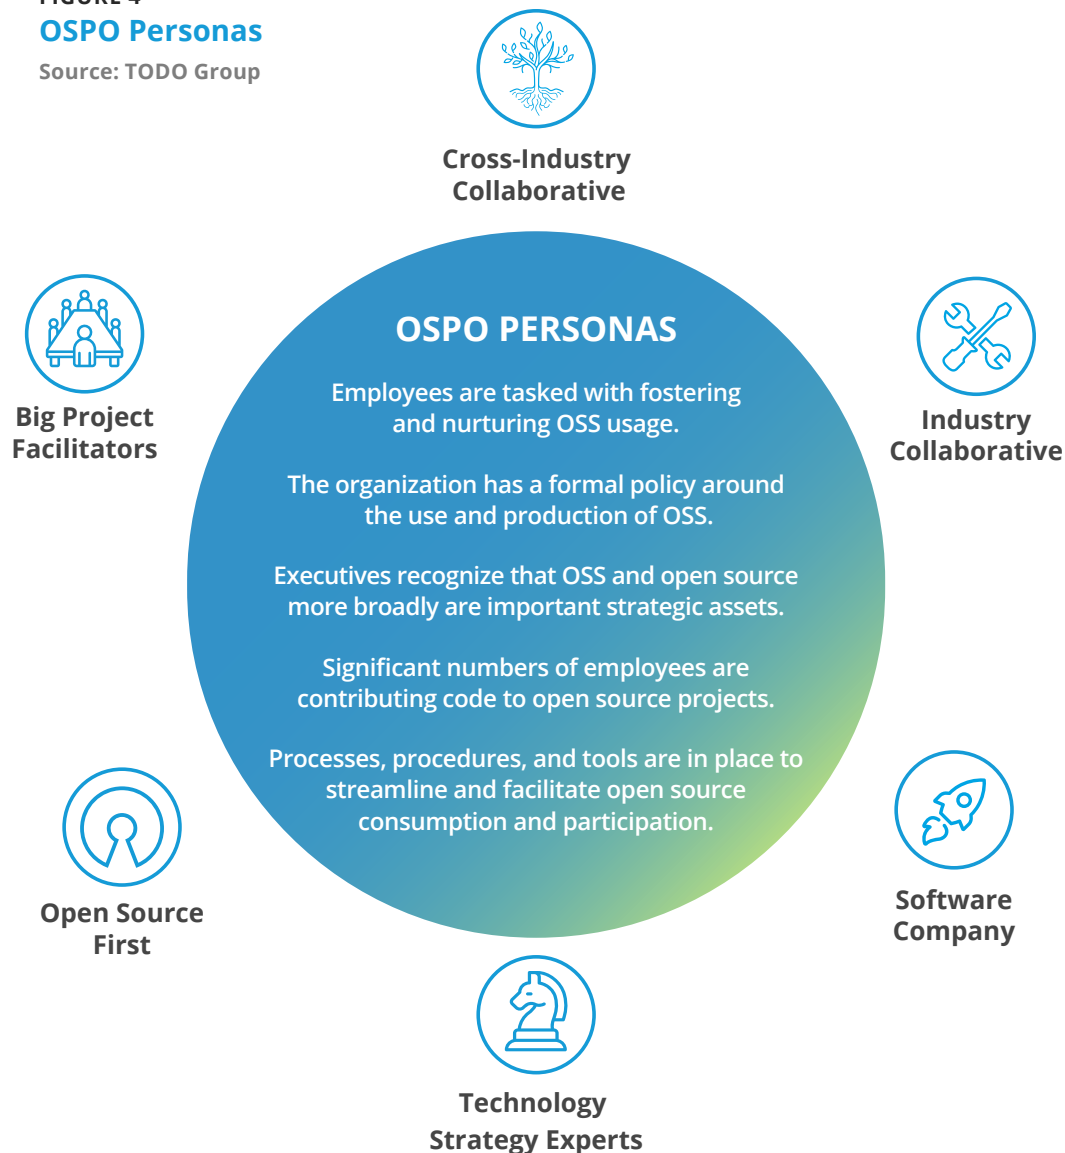 FIGURE 4
OSPO Personas
Source: TODO Group
Cross-Industry
Collaborative
Big Project
Facilitators
Industry
Collaborative
OSPO PERSONAS
Employees are tasked with fostering
and nurturing OSS usage.
The organization has a formal policy around
the use and production of OSS.
Executives recognize that OSS and open source
more broadly are important strategic assets.
Significant numbers of employees are
contributing code to open source projects.
Processes, procedures, and tools are in place to
streamline and facilitate open source
consumption and participation.
Open Source
First
Software
Company
Technology
Strategy Experts